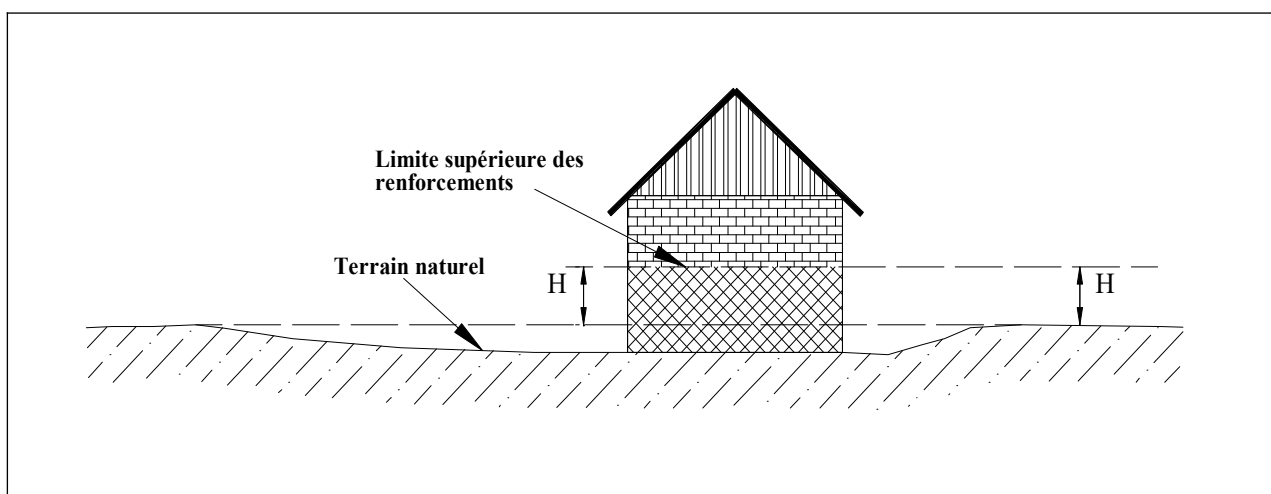 Limite supérieure des
renforcements
Terrain naturel
H
H